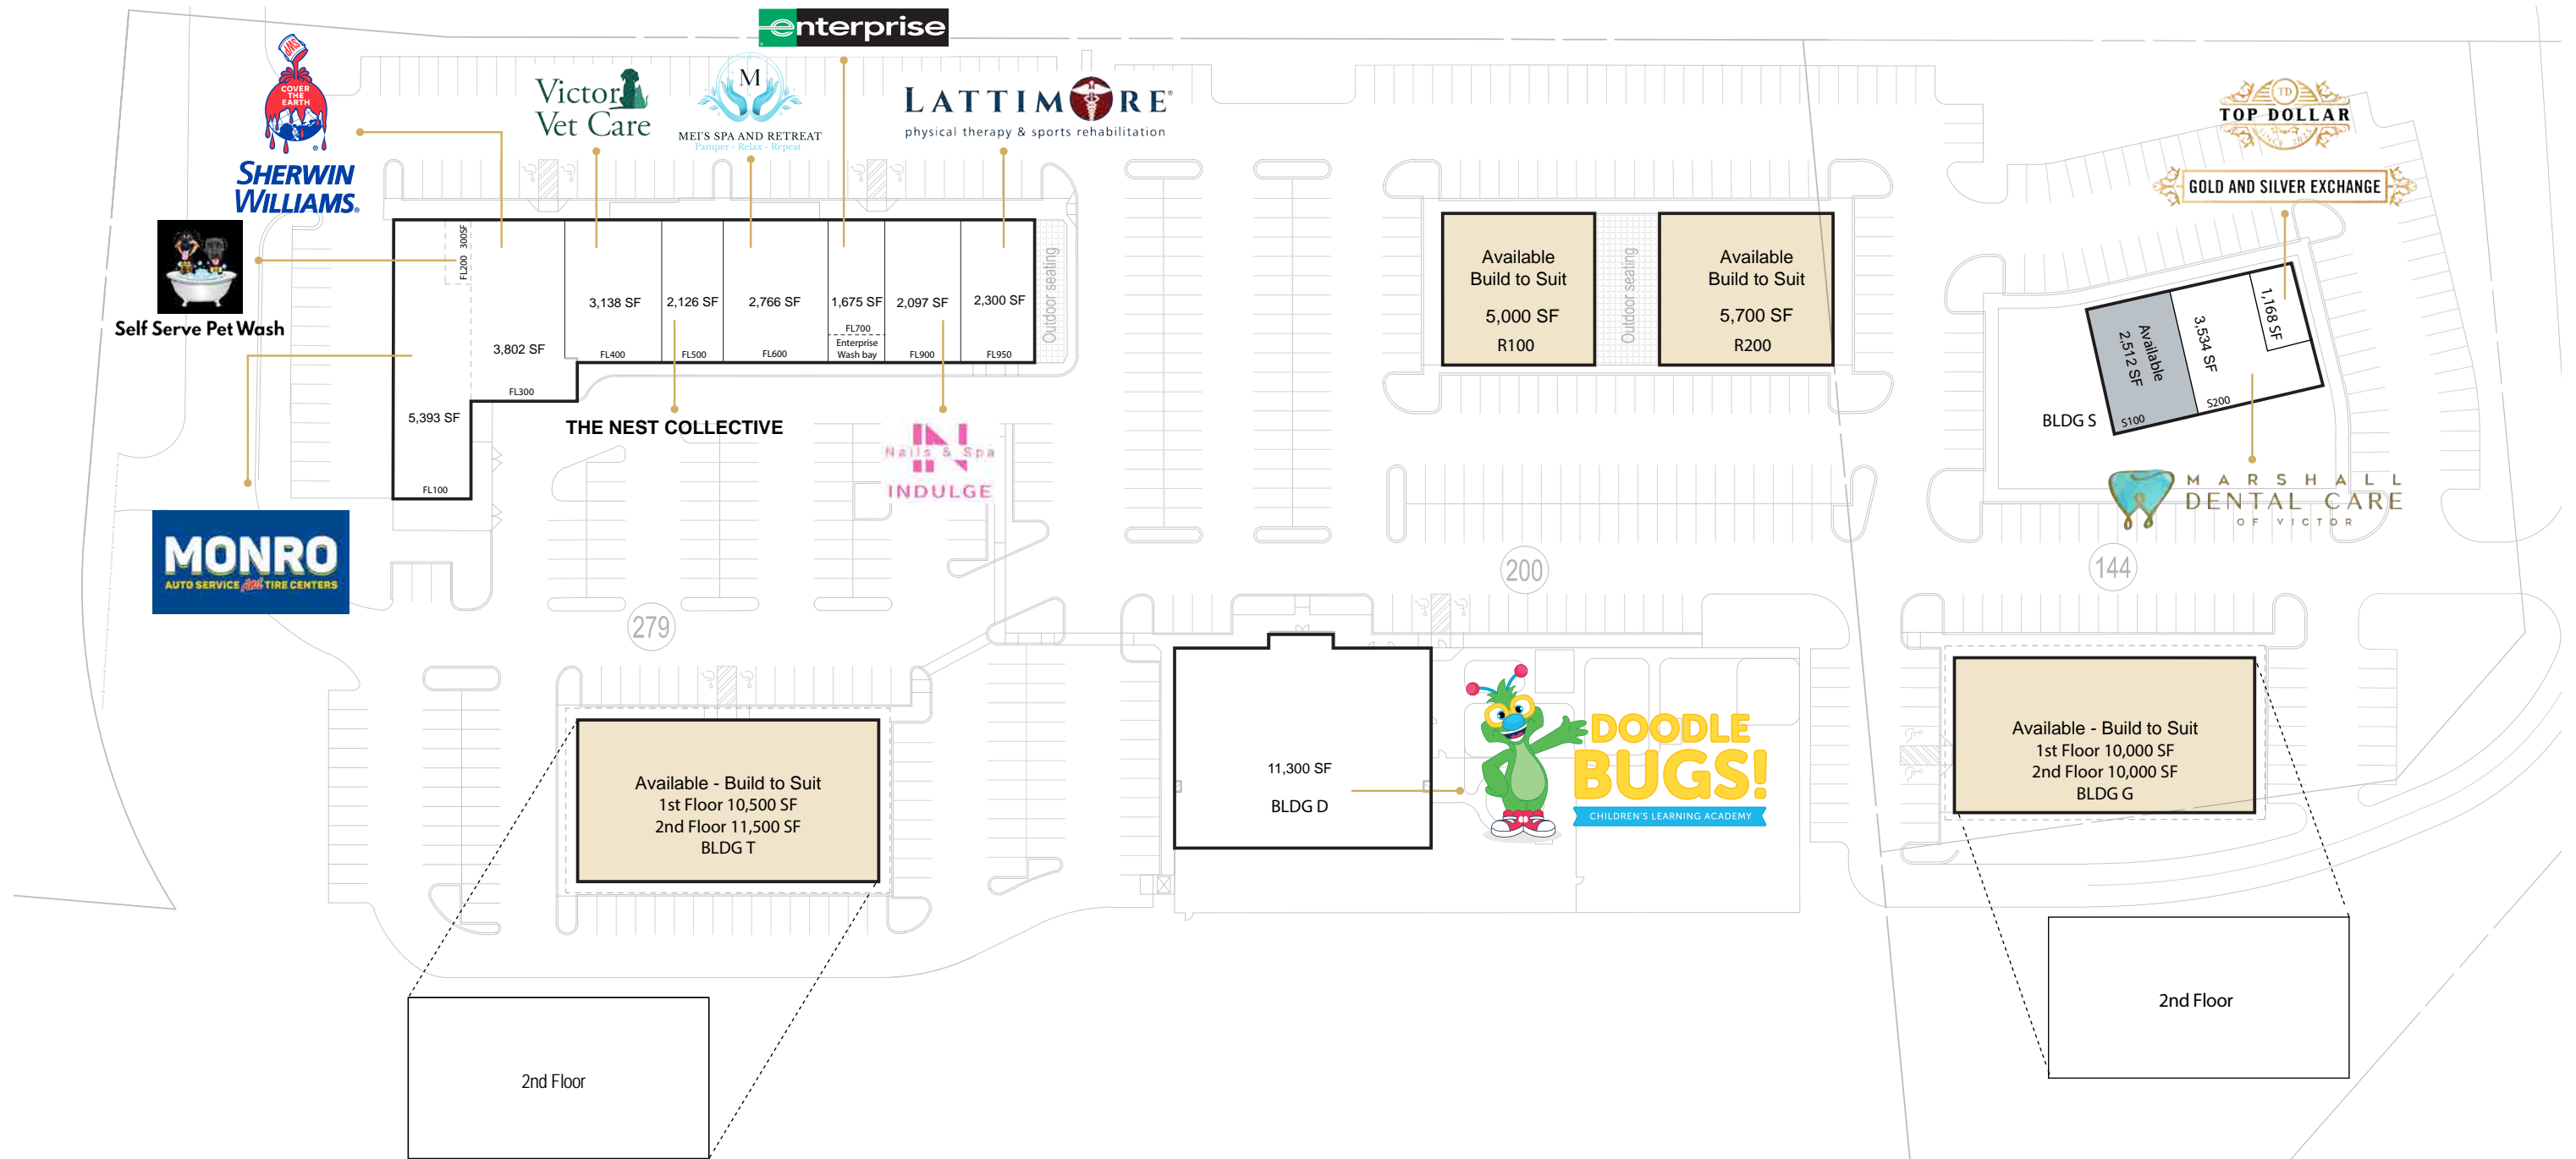 enterprise
SWP
COVER
THE
EARTH
SHERWIN
WILLIAMS®
Victor
Vet Care
M
MEI'S SPA AND RETREAT
Pamper - Relax - Repeat
LATTIMORE®
physical therapy & sports rehabilitation
TD
TOP DOLLAR
GOLD AND SILVER EXCHANGE
Self Serve Pet Wash
FL200 300SF
3,802 SF
FL300
5,393 SF
FL100
3,138 SF
FL400
2,126 SF
FL500
2,766 SF
FL600
1,675 SF
FL700
Enterprise
Wash bay
2,097 SF
FL900
2,300 SF
FL950
Outdoor seating
THE NEST COLLECTIVE
IN
Nails & Spa
INDULGE
MONRO
AUTO SERVICE And TIRE CENTERS
Available
Build to Suit
5,000 SF
R100
Outdoor seating
Available
Build to Suit
5,700 SF
R200
BLDG S
Available
2,512 SF
S100
3,534 SF
S200
1,168 SF
MARSHALL
DENTAL CARE
OF VICTOR
279
200
144
Available - Build to Suit
1st Floor 10,500 SF
2nd Floor 11,500 SF
BLDG T
11,300 SF
BLDG D
DOODLE
BUGS!
CHILDREN'S LEARNING ACADEMY
Available - Build to Suit
1st Floor 10,000 SF
2nd Floor 10,000 SF
BLDG G
2nd Floor
2nd Floor